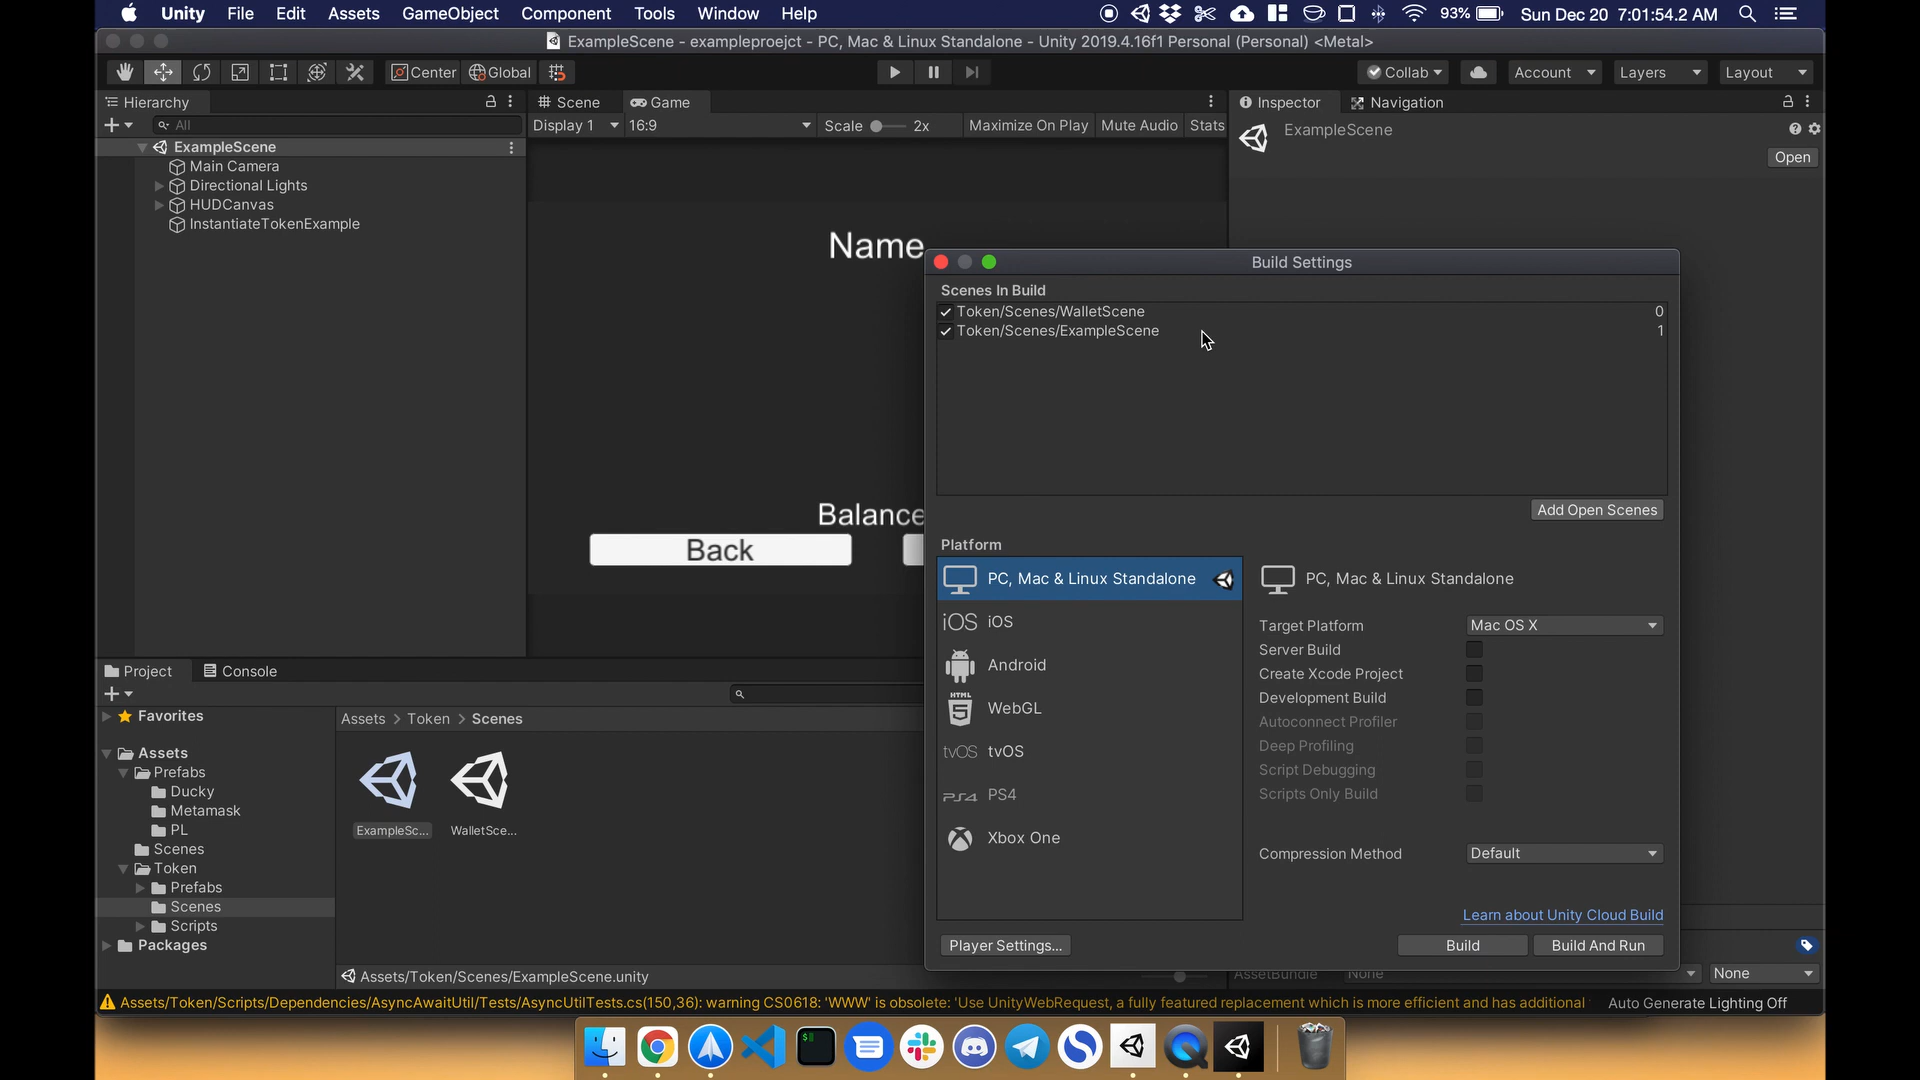 Unity File Edit Assets GameObject Component Tools Window Help 93% Sun Dec 20 7:01:54.2 AM
ExampleScene - exampleproejct - PC, Mac & Linux Standalone - Unity 2019.4.16f1 Personal (Personal) <Metal>
Center Global Collab Account Layers Layout
Hierarchy Scene Game Inspector Navigation
All Display 1 16:9 Scale 2x Maximize On Play Mute Audio Stats
ExampleScene
Open
ExampleScene
Main Camera
Directional Lights
HUDCanvas
InstantiateTokenExample
Name
Balance
Back
Build Settings
Scenes In Build
Token/Scenes/WalletScene 0
Token/Scenes/ExampleScene 1
Add Open Scenes
Platform
PC, Mac & Linux Standalone
iOS iOS
Android
HTML 5 WebGL
tvOS tvOS
PS4 PS4
Xbox One
PC, Mac & Linux Standalone
Target Platform Mac OS X
Server Build
Create Xcode Project
Development Build
Autoconnect Profiler
Deep Profiling
Script Debugging
Scripts Only Build
Compression Method Default
Learn about Unity Cloud Build
Player Settings... Build Build And Run
Project Console
Favorites
Assets
Prefabs
Ducky
Metamask
PL
Scenes
Token
Prefabs
Scenes
Scripts
Packages
Assets > Token > Scenes
ExampleSc... WalletSce...
Assets/Token/Scenes/ExampleScene.unity
AssetBundle None None
Assets/Token/Scripts/Dependencies/AsyncAwaitUtil/Tests/AsyncUtilTests.cs(150,36): warning CS0618: 'WWW' is obsolete: 'Use UnityWebRequest, a fully featured replacement which is more efficient and has additional Auto Generate Lighting Off